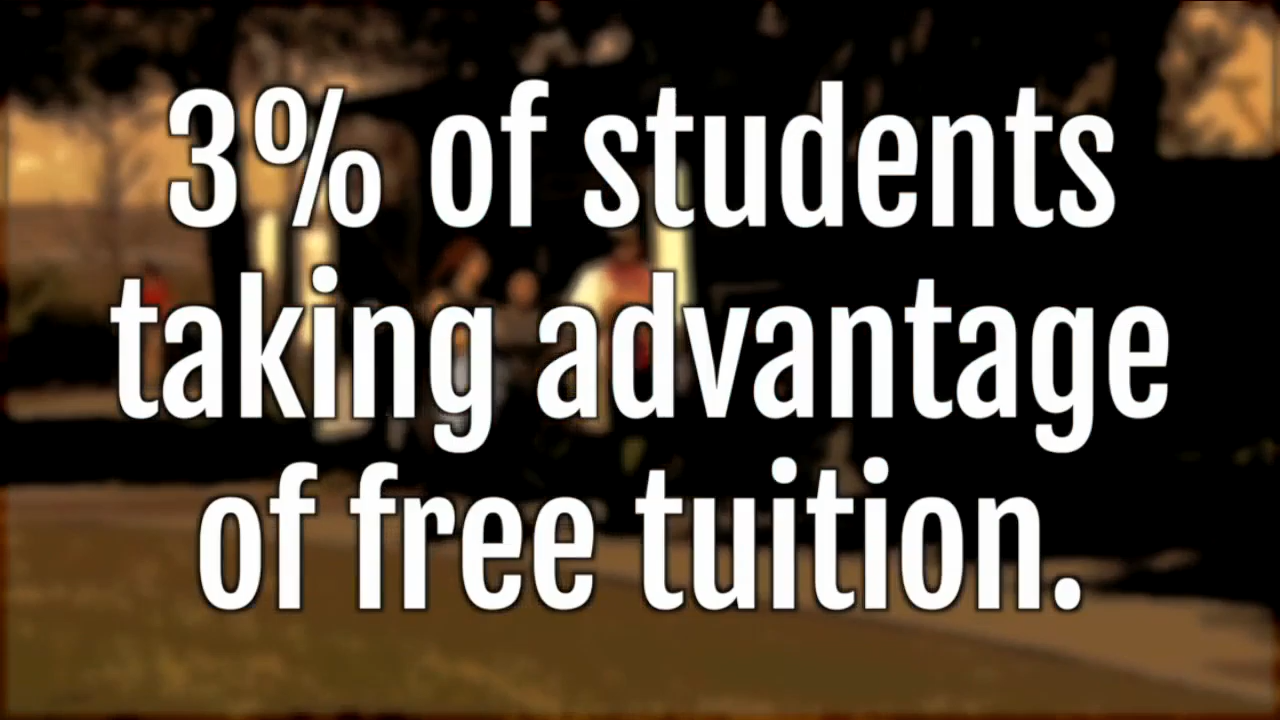 3% of students
taking advantage
of free tuition.